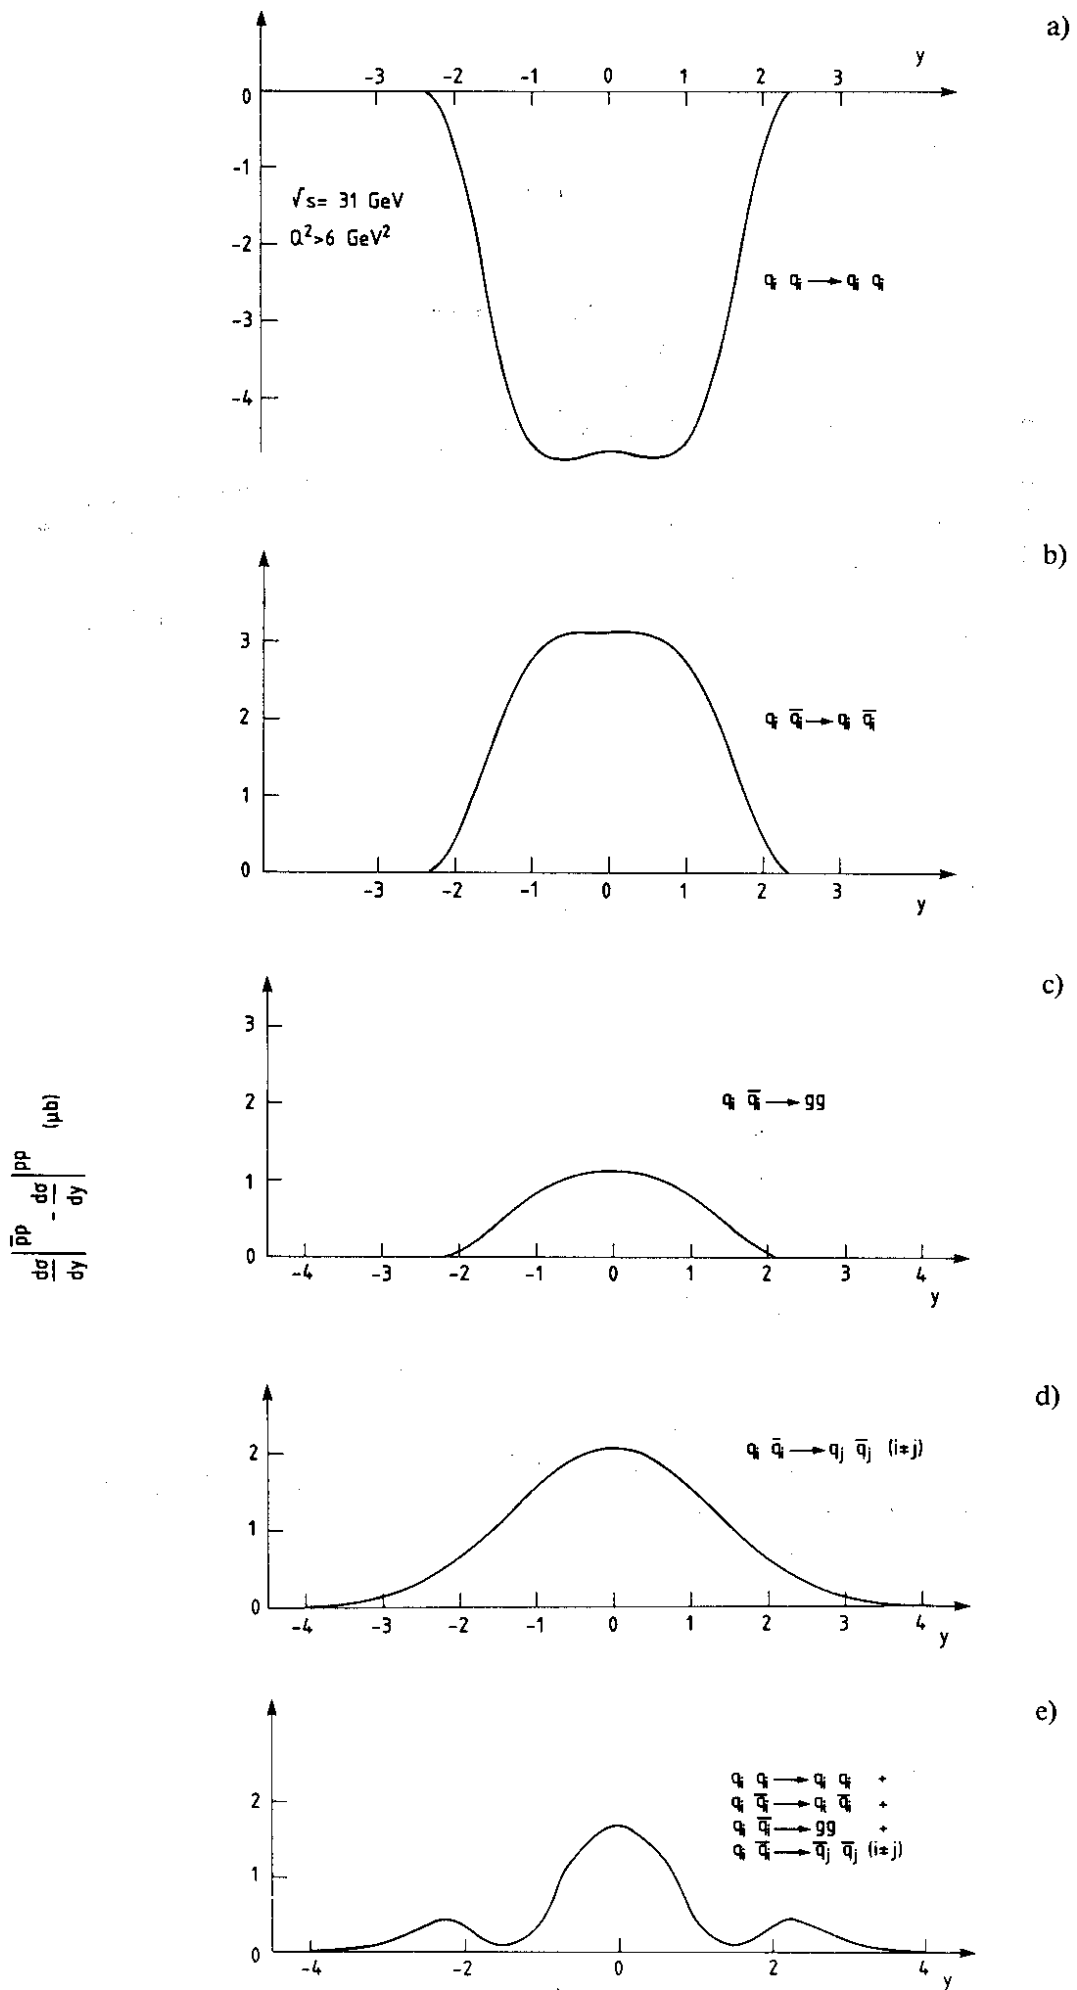 a)
y
-3 -2 -1 0 1 2 3
0
-1
-2
-3
-4
√s= 31 GeV
Q²>6 GeV²
qᵢ qᵢ → qᵢ qᵢ
b)
3
2
1
0
qᵢ q̄ᵢ → qᵢ q̄ᵢ
-3 -2 -1 0 1 2 3
y
c)
3
2
1
0
qᵢ q̄ᵢ → gg
-4 -3 -2 -1 0 1 2 3 4
y
dσ/dy |p̄p - dσ/dy |pp (μb)
d)
2
1
0
qᵢ q̄ᵢ → qⱼ q̄ⱼ (i≠j)
-4 -3 -2 -1 0 1 2 3 4
y
e)
2
1
0
qᵢ qᵢ → qᵢ qᵢ +
qᵢ q̄ᵢ → qᵢ q̄ᵢ +
qᵢ q̄ᵢ → gg +
qᵢ q̄ᵢ → q̄ⱼ q̄ⱼ (i≠j)
-4 -2 0 2 4
y